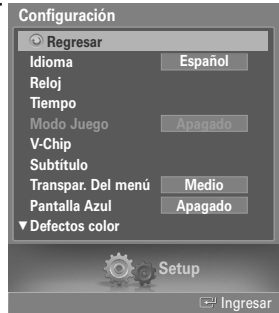 Configuración
Regresar
Idioma Español
Reloj
Tiempo
Modo Juego Apagado
V-Chip
Subtítulo
Transpar. Del menú Medio
Pantalla Azul Apagado
▼Defectos color
Setup
Ingresar